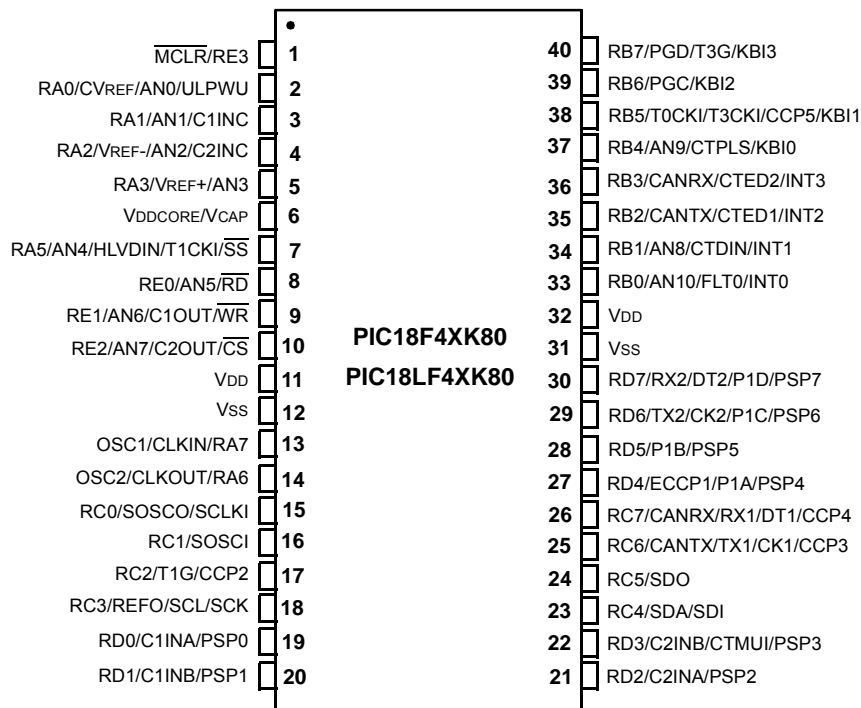 MCLR/RE3 1
RA0/CVREF/AN0/ULPWU 2
RA1/AN1/C1INC 3
RA2/VREF-/AN2/C2INC 4
RA3/VREF+/AN3 5
VDDCORE/VCAP 6
RA5/AN4/HLVDIN/T1CKI/SS 7
RE0/AN5/RD 8
RE1/AN6/C1OUT/WR 9
RE2/AN7/C2OUT/CS 10
VDD 11
VSS 12
OSC1/CLKIN/RA7 13
OSC2/CLKOUT/RA6 14
RC0/SOSCO/SCLKI 15
RC1/SOSCI 16
RC2/T1G/CCP2 17
RC3/REFO/SCL/SCK 18
RD0/C1INA/PSP0 19
RD1/C1INB/PSP1 20
PIC18F4XK80
PIC18LF4XK80
40 RB7/PGD/T3G/KBI3
39 RB6/PGC/KBI2
38 RB5/T0CKI/T3CKI/CCP5/KBI1
37 RB4/AN9/CTPLS/KBI0
36 RB3/CANRX/CTED2/INT3
35 RB2/CANTX/CTED1/INT2
34 RB1/AN8/CTDIN/INT1
33 RB0/AN10/FLT0/INT0
32 VDD
31 VSS
30 RD7/RX2/DT2/P1D/PSP7
29 RD6/TX2/CK2/P1C/PSP6
28 RD5/P1B/PSP5
27 RD4/ECCP1/P1A/PSP4
26 RC7/CANRX/RX1/DT1/CCP4
25 RC6/CANTX/TX1/CK1/CCP3
24 RC5/SDO
23 RC4/SDA/SDI
22 RD3/C2INB/CTMUI/PSP3
21 RD2/C2INA/PSP2